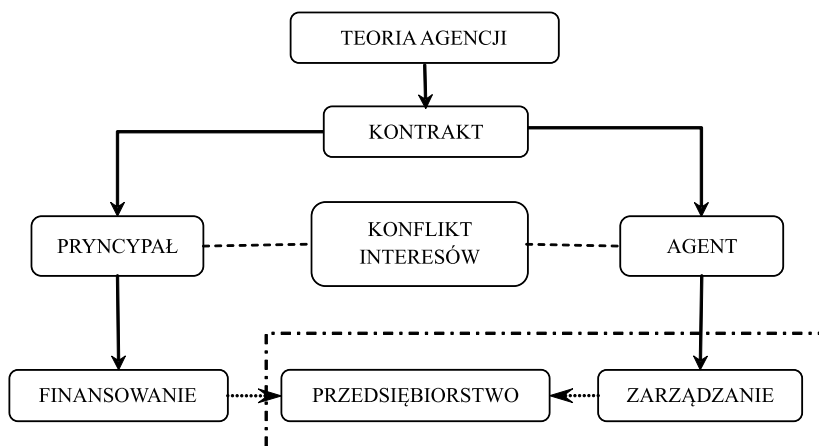 TEORIA AGENCJI
KONTRAKT
PRYNCYPAŁ
KONFLIKT
INTERESÓW
AGENT
FINANSOWANIE
PRZEDSIĘBIORSTWO
ZARZĄDZANIE